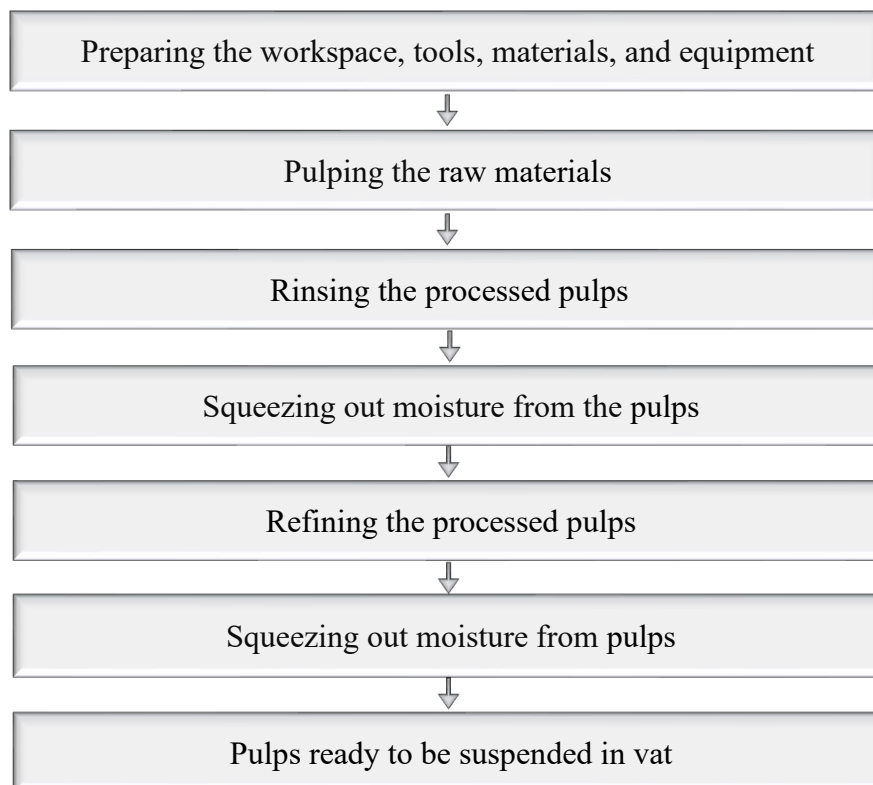 Preparing the workspace, tools, materials, and equipment
Pulping the raw materials
Rinsing the processed pulps
Squeezing out moisture from the pulps
Refining the processed pulps
Squeezing out moisture from pulps
Pulps ready to be suspended in vat